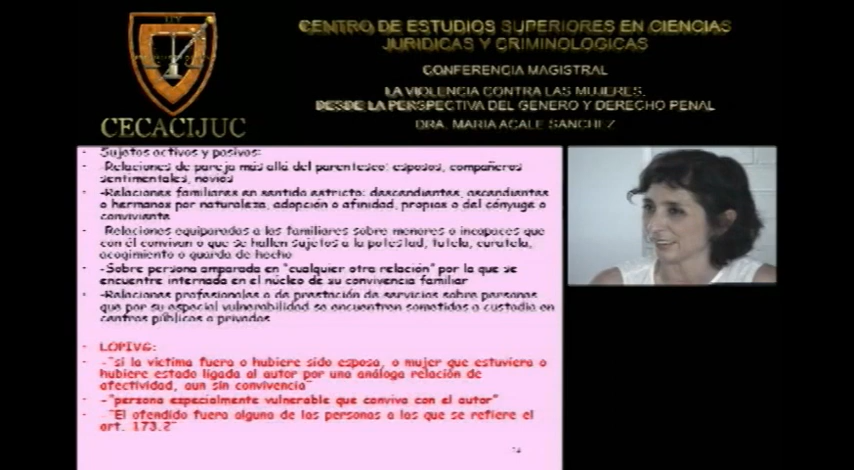 CENTRO DE ESTUDIOS SUPERIORES EN CIENCIAS
JURIDICAS Y CRIMINOLOGICAS
CONFERENCIA MAGISTRAL
LA VIOLENCIA CONTRA LAS MUJERES.
DESDE LA PERSPECTIVA DEL GENERO Y DERECHO PENAL
DRA. MARIA ACALE SANCHEZ
CECACIJUC
· Sujetos activos y pasivos:
· -Relaciones de pareja más allá del parentesco: esposos, compañeros
sentimentales, novios
· -Relaciones familiares en sentido estricto: descendientes, ascendientes
o hermanos por naturaleza, adopción o afinidad, propios o del cónyuge o
conviviente
· Relaciones equiparadas a las familiares sobre menores o incapaces que
con él convivan o que se hallen sujetos a la potestad, tutela, curatela,
acogimiento o guarda de hecho
· -Sobre persona amparada en "cualquier otra relación" por la que se
encuentre internada en el núcleo de su convivencia familiar
· -Relaciones profesionales o de prestación de servicios sobre personas
que por su especial vulnerabilidad se encuentran sometidas a custodia en
centros públicos o privados
· LOPIVG:
· -"si la víctima fuera o hubiere sido esposa, o mujer que estuviera o
hubiere estado ligada al autor por una análoga relación de
afectividad, aun sin convivencia"
· -"persona especialmente vulnerable que conviva con el autor"
· -"El ofendido fuera alguna de las personas a las que se refiere el
art. 173.2"